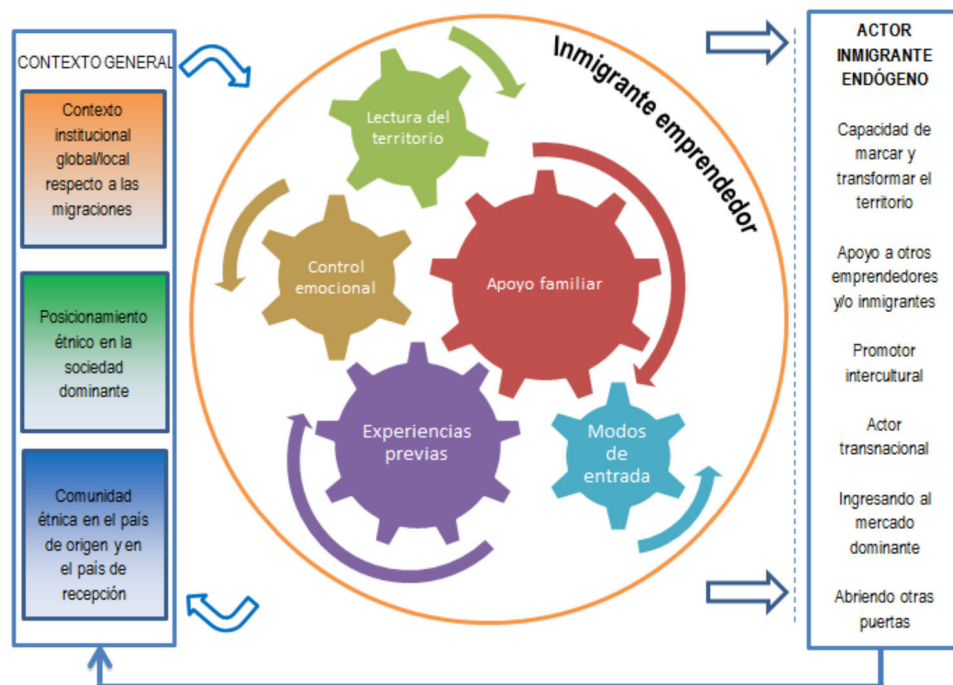 CONTEXTO GENERAL
Contexto
institucional
global/local
respecto a las
migraciones
Posicionamiento
étnico en la
sociedad
dominante
Comunidad
étnica en el país
de origen y en
el país de
recepción
Inmigrante emprendedor
Lectura del
territorio
Control
emocional
Apoyo familiar
Experiencias
previas
Modos
de
entrada
ACTOR
INMIGRANTE
ENDÓGENO
Capacidad de
marcar y
transformar el
territorio
Apoyo a otros
emprendedores
y/o inmigrantes
Promotor
intercultural
Actor
transnacional
Ingresando al
mercado
dominante
Abriendo otras
puertas